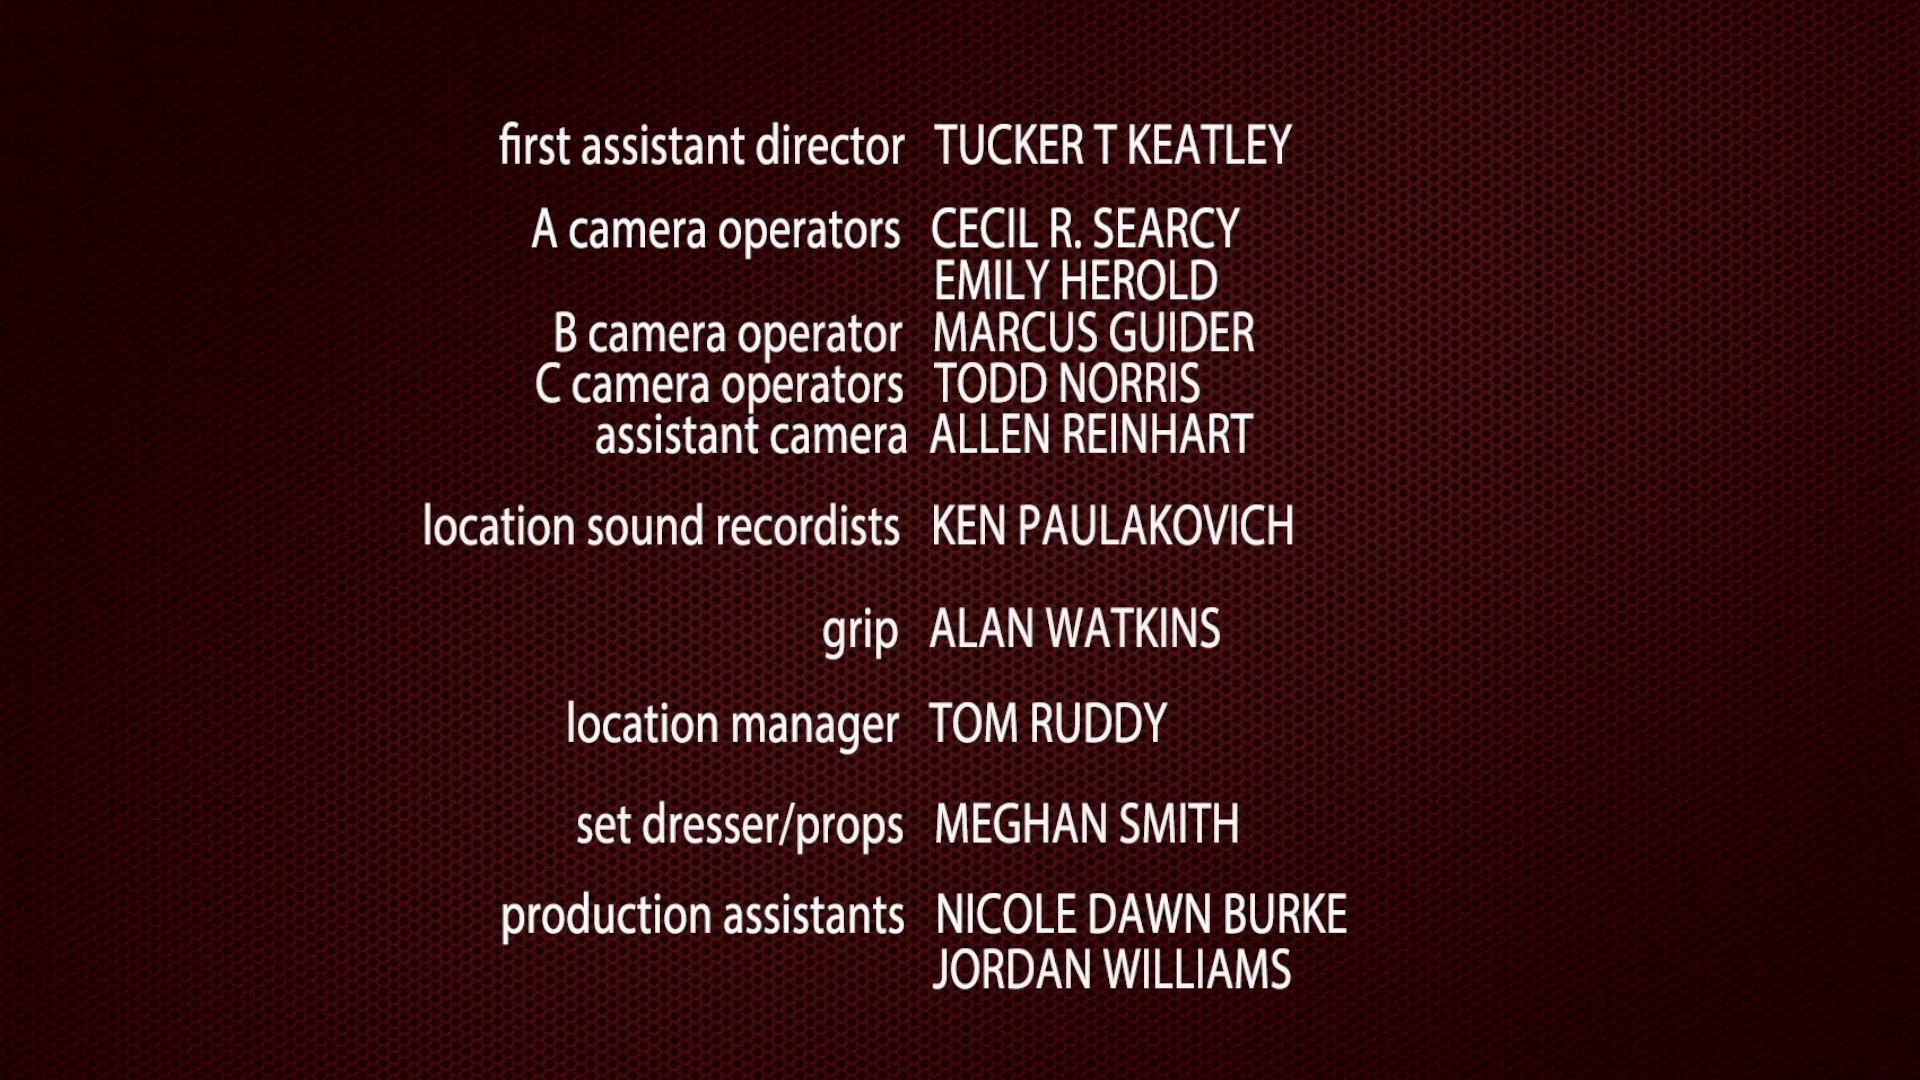 first assistant director TUCKER T KEATLEY
A camera operators CECIL R. SEARCY
EMILY HEROLD
B camera operator MARCUS GUIDER
C camera operators TODD NORRIS
assistant camera ALLEN REINHART
location sound recordists KEN PAULAKOVICH
grip ALAN WATKINS
location manager TOM RUDDY
set dresser/props MEGHAN SMITH
production assistants NICOLE DAWN BURKE
JORDAN WILLIAMS